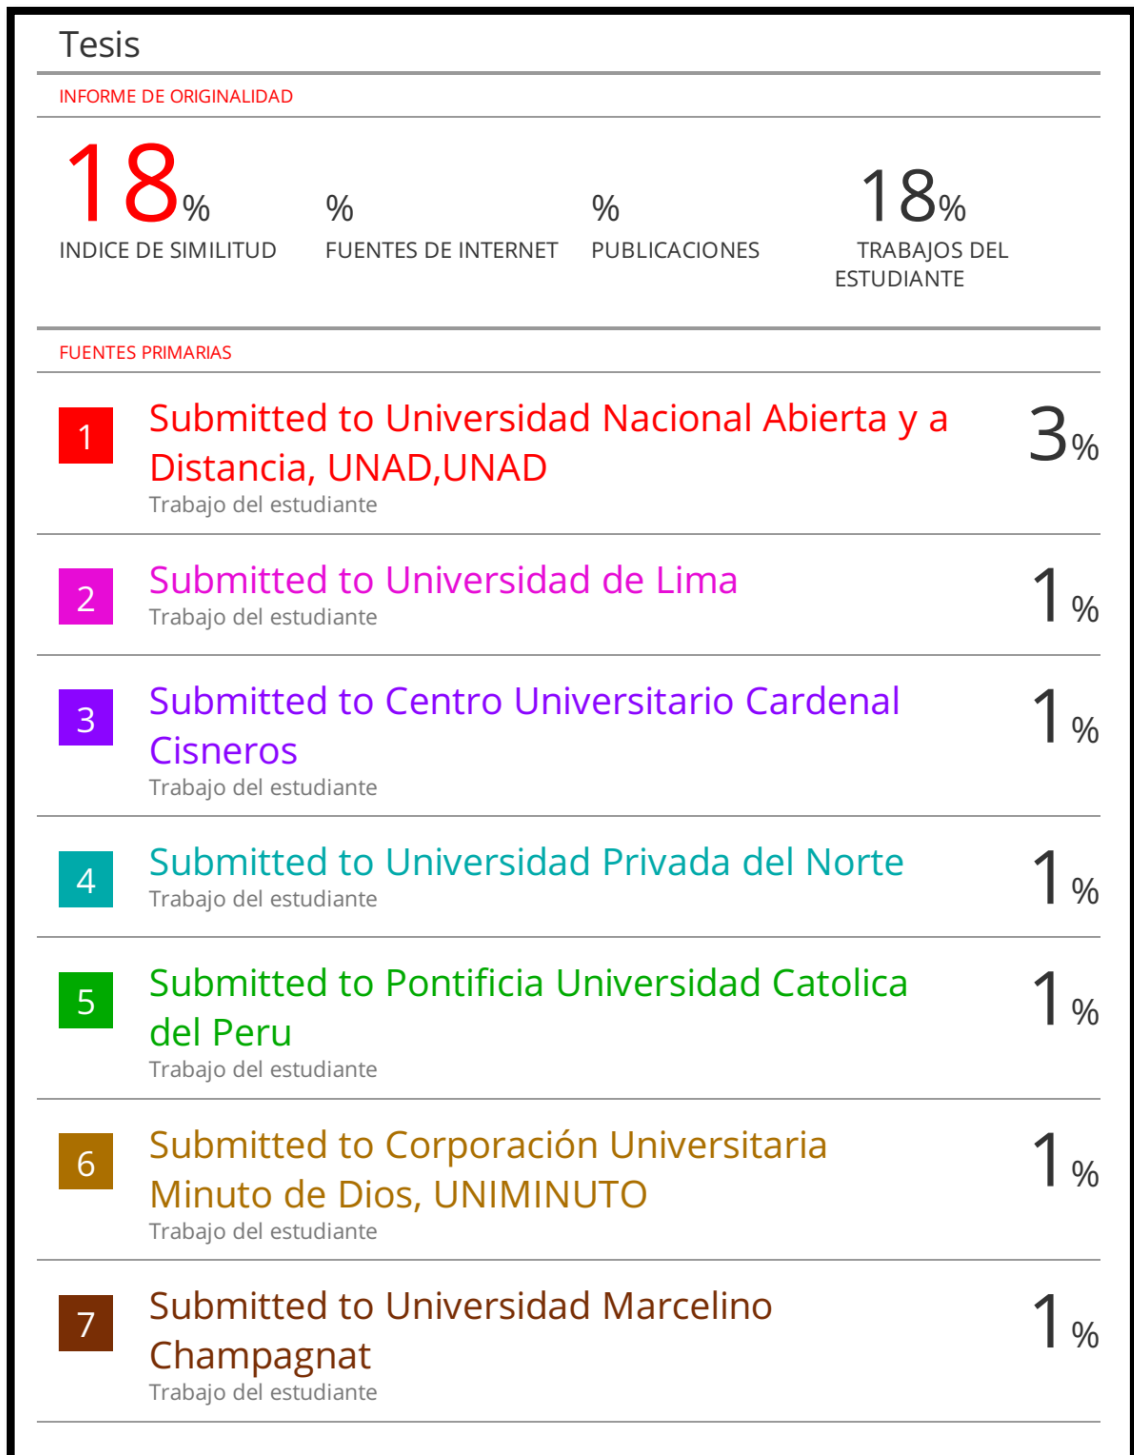 Tesis
INFORME DE ORIGINALIDAD
18%
%
%
18%
INDICE DE SIMILITUD
FUENTES DE INTERNET
PUBLICACIONES
TRABAJOS DEL
ESTUDIANTE
FUENTES PRIMARIAS
1
Submitted to Universidad Nacional Abierta y a
Distancia, UNAD,UNAD
Trabajo del estudiante
3%
2
Submitted to Universidad de Lima
Trabajo del estudiante
1%
3
Submitted to Centro Universitario Cardenal
Cisneros
Trabajo del estudiante
1%
4
Submitted to Universidad Privada del Norte
Trabajo del estudiante
1%
5
Submitted to Pontificia Universidad Catolica
del Peru
Trabajo del estudiante
1%
6
Submitted to Corporación Universitaria
Minuto de Dios, UNIMINUTO
Trabajo del estudiante
1%
7
Submitted to Universidad Marcelino
Champagnat
Trabajo del estudiante
1%